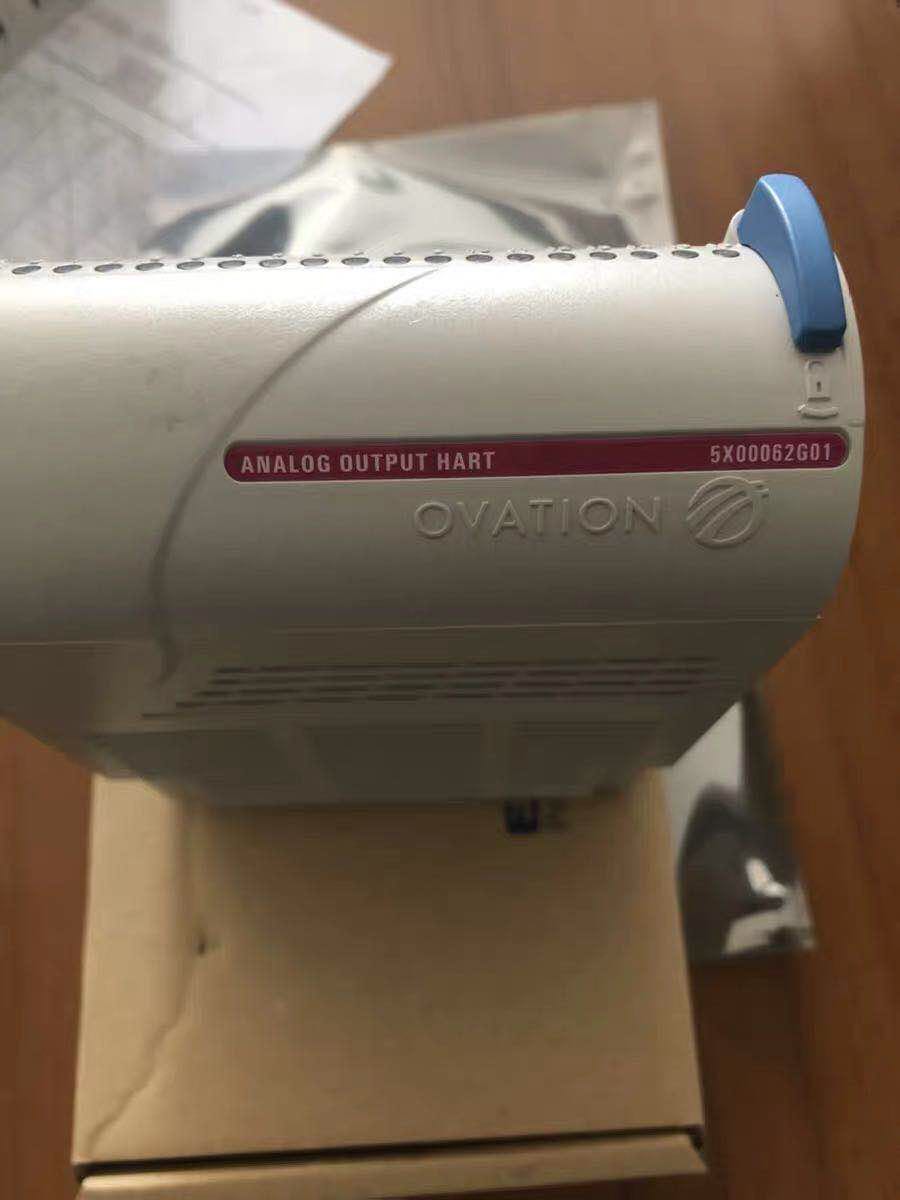 ANALOG OUTPUT HART 5X00062G01
OVATION